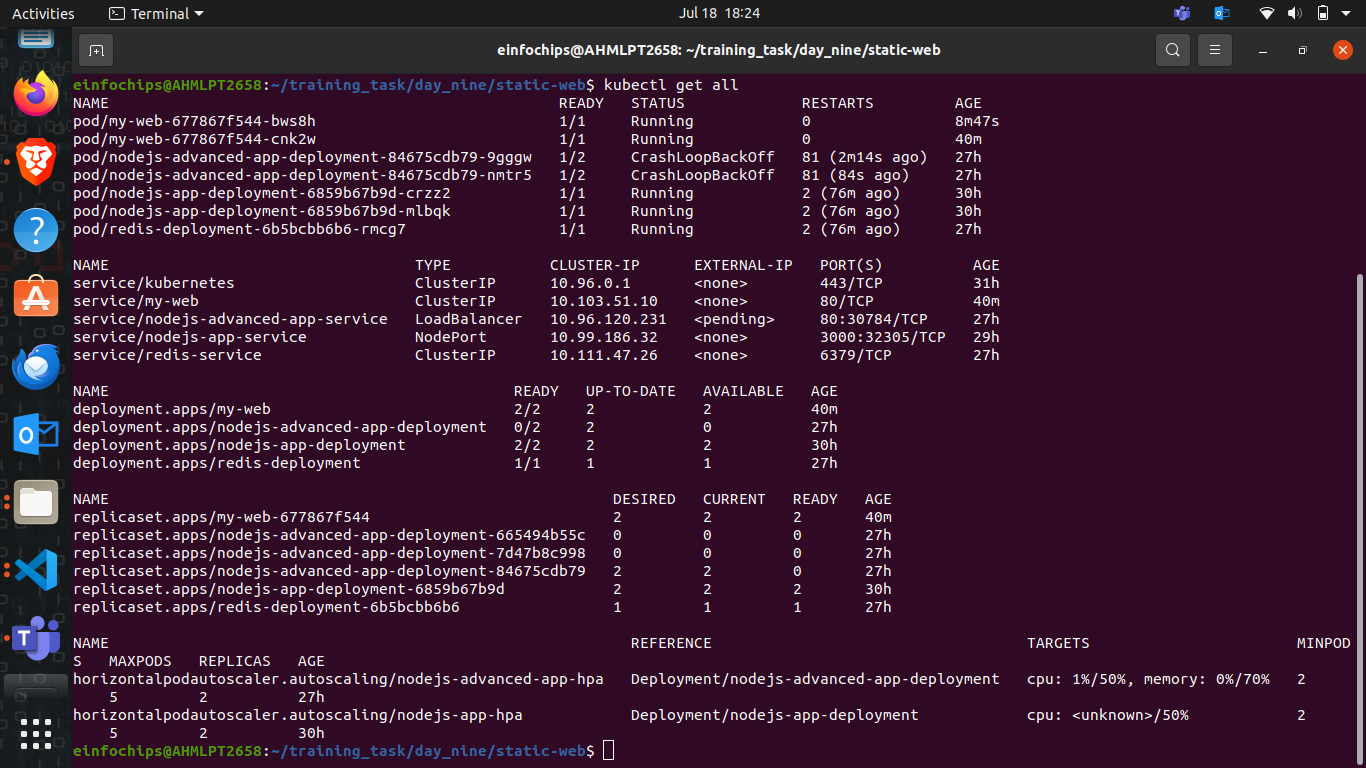 Activities Terminal Jul 18 18:24
einfochips@AHMLPT2658: ~/training_task/day_nine/static-web
einfochips@AHMLPT2658:~/training_task/day_nine/static-web$ kubectl get all
NAME READY STATUS RESTARTS AGE
pod/my-web-677867f544-bws8h 1/1 Running 0 8m47s
pod/my-web-677867f544-cnk2w 1/1 Running 0 40m
pod/nodejs-advanced-app-deployment-84675cdb79-9gggw 1/2 CrashLoopBackOff 81 (2m14s ago) 27h
pod/nodejs-advanced-app-deployment-84675cdb79-nmtr5 1/2 CrashLoopBackOff 81 (84s ago) 27h
pod/nodejs-app-deployment-6859b67b9d-crzz2 1/1 Running 2 (76m ago) 30h
pod/nodejs-app-deployment-6859b67b9d-mlbqk 1/1 Running 2 (76m ago) 30h
pod/redis-deployment-6b5bcbb6b6-rmcg7 1/1 Running 2 (76m ago) 27h
NAME TYPE CLUSTER-IP EXTERNAL-IP PORT(S) AGE
service/kubernetes ClusterIP 10.96.0.1 <none> 443/TCP 31h
service/my-web ClusterIP 10.103.51.10 <none> 80/TCP 40m
service/nodejs-advanced-app-service LoadBalancer 10.96.120.231 <pending> 80:30784/TCP 27h
service/nodejs-app-service NodePort 10.99.186.32 <none> 3000:32305/TCP 29h
service/redis-service ClusterIP 10.111.47.26 <none> 6379/TCP 27h
NAME READY UP-TO-DATE AVAILABLE AGE
deployment.apps/my-web 2/2 2 2 40m
deployment.apps/nodejs-advanced-app-deployment 0/2 2 0 27h
deployment.apps/nodejs-app-deployment 2/2 2 2 30h
deployment.apps/redis-deployment 1/1 1 1 27h
NAME DESIRED CURRENT READY AGE
replicaset.apps/my-web-677867f544 2 2 2 40m
replicaset.apps/nodejs-advanced-app-deployment-665494b55c 0 0 0 27h
replicaset.apps/nodejs-advanced-app-deployment-7d47b8c998 0 0 0 27h
replicaset.apps/nodejs-advanced-app-deployment-84675cdb79 2 2 0 27h
replicaset.apps/nodejs-app-deployment-6859b67b9d 2 2 2 30h
replicaset.apps/redis-deployment-6b5bcbb6b6 1 1 1 27h
NAME REFERENCE TARGETS MINPOD
S MAXPODS REPLICAS AGE
horizontalpodautoscaler.autoscaling/nodejs-advanced-app-hpa Deployment/nodejs-advanced-app-deployment cpu: 1%/50%, memory: 0%/70% 2
5 2 27h
horizontalpodautoscaler.autoscaling/nodejs-app-hpa Deployment/nodejs-app-deployment cpu: <unknown>/50% 2
5 2 30h
einfochips@AHMLPT2658:~/training_task/day_nine/static-web$